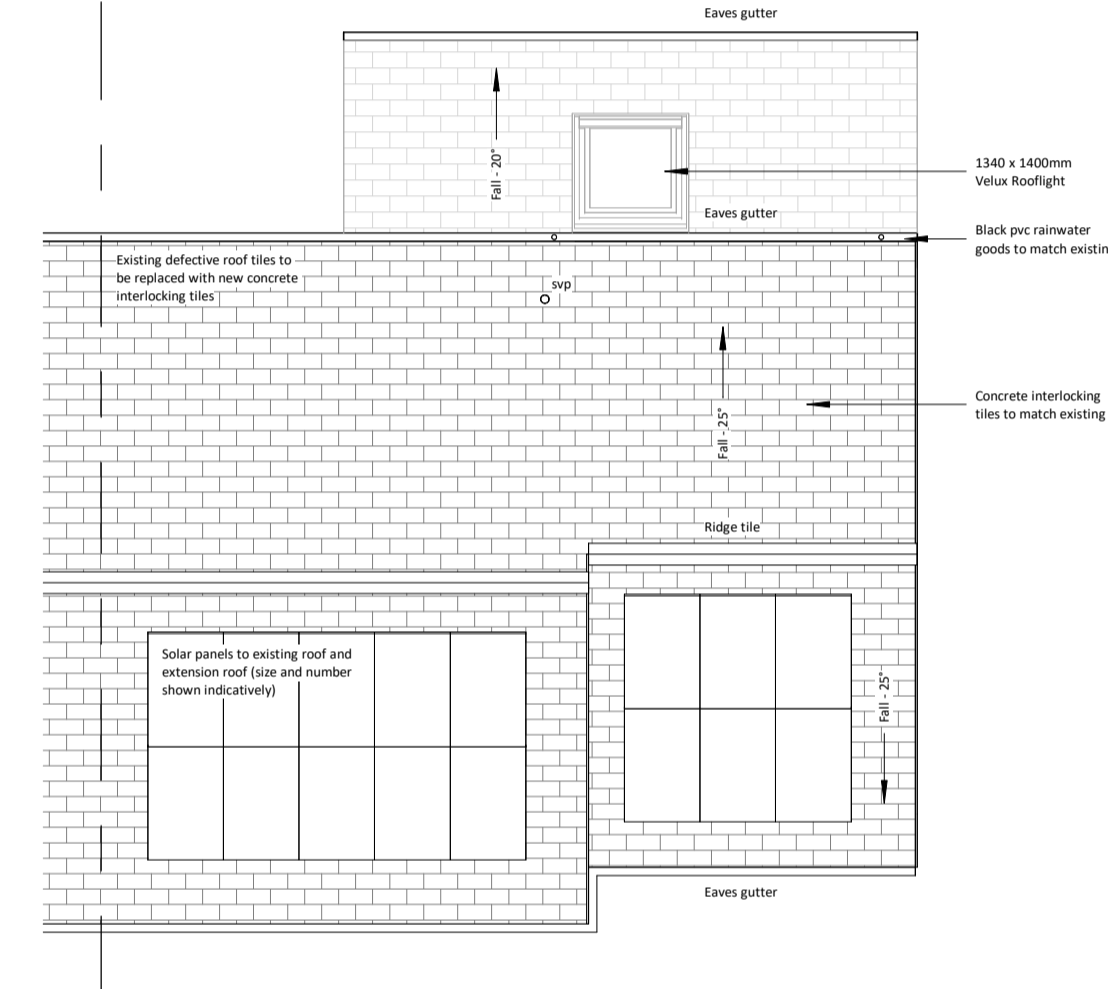 Eaves gutter
Fall - 20°
1340 x 1400mm
Velux Rooflight
Eaves gutter
Black pvc rainwater
goods to match existin
Existing defective roof tiles to
be replaced with new concrete
interlocking tiles
svp
Fall - 25°
Concrete interlocking
tiles to match existing
Ridge tile
Solar panels to existing roof and
extension roof (size and number
shown indicatively)
Fall - 25°
Eaves gutter